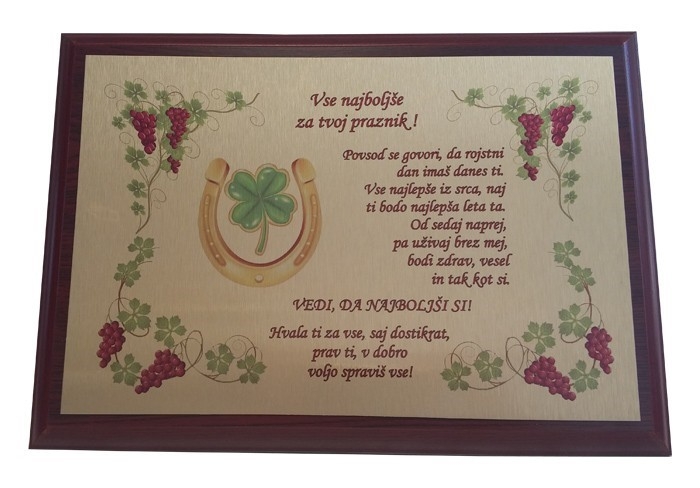 Vse najboljše
za tvoj praznik !
Povsod se govori, da rojstni
dan imaš danes ti.
Vse najlepše iz srca, naj
ti bodo najlepša leta ta.
Od sedaj naprej,
pa uživaj brez mej,
bodi zdrav, vesel
in tak kot si.
VEDI, DA NAJBOLJŠI SI!
Hvala ti za vse, saj dostikrat,
prav ti, v dobro
voljo spraviš vse!